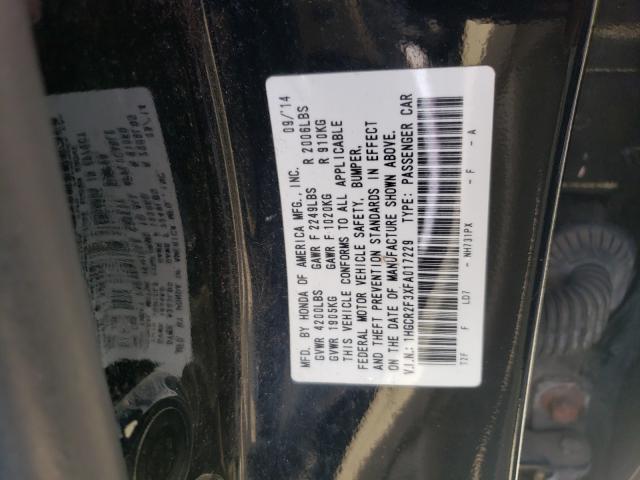 MFD. BY HONDA OF AMERICA MFG., INC. 09/'14
GVWR 4200LBS GAWR F 2249LBS R 2006LBS
GVWR 1905KG GAWR F 1020KG R 910KG
THIS VEHICLE CONFORMS TO ALL APPLICABLE
FEDERAL MOTOR VEHICLE SAFETY, BUMPER,
AND THEFT PREVENTION STANDARDS IN EFFECT
ON THE DATE OF MANUFACTURE SHOWN ABOVE.
V.I.N.: 1HGCR2F3XFA017229 TYPE: PASSENGER CAR
T2F F LD7 - NH731PX - F - A